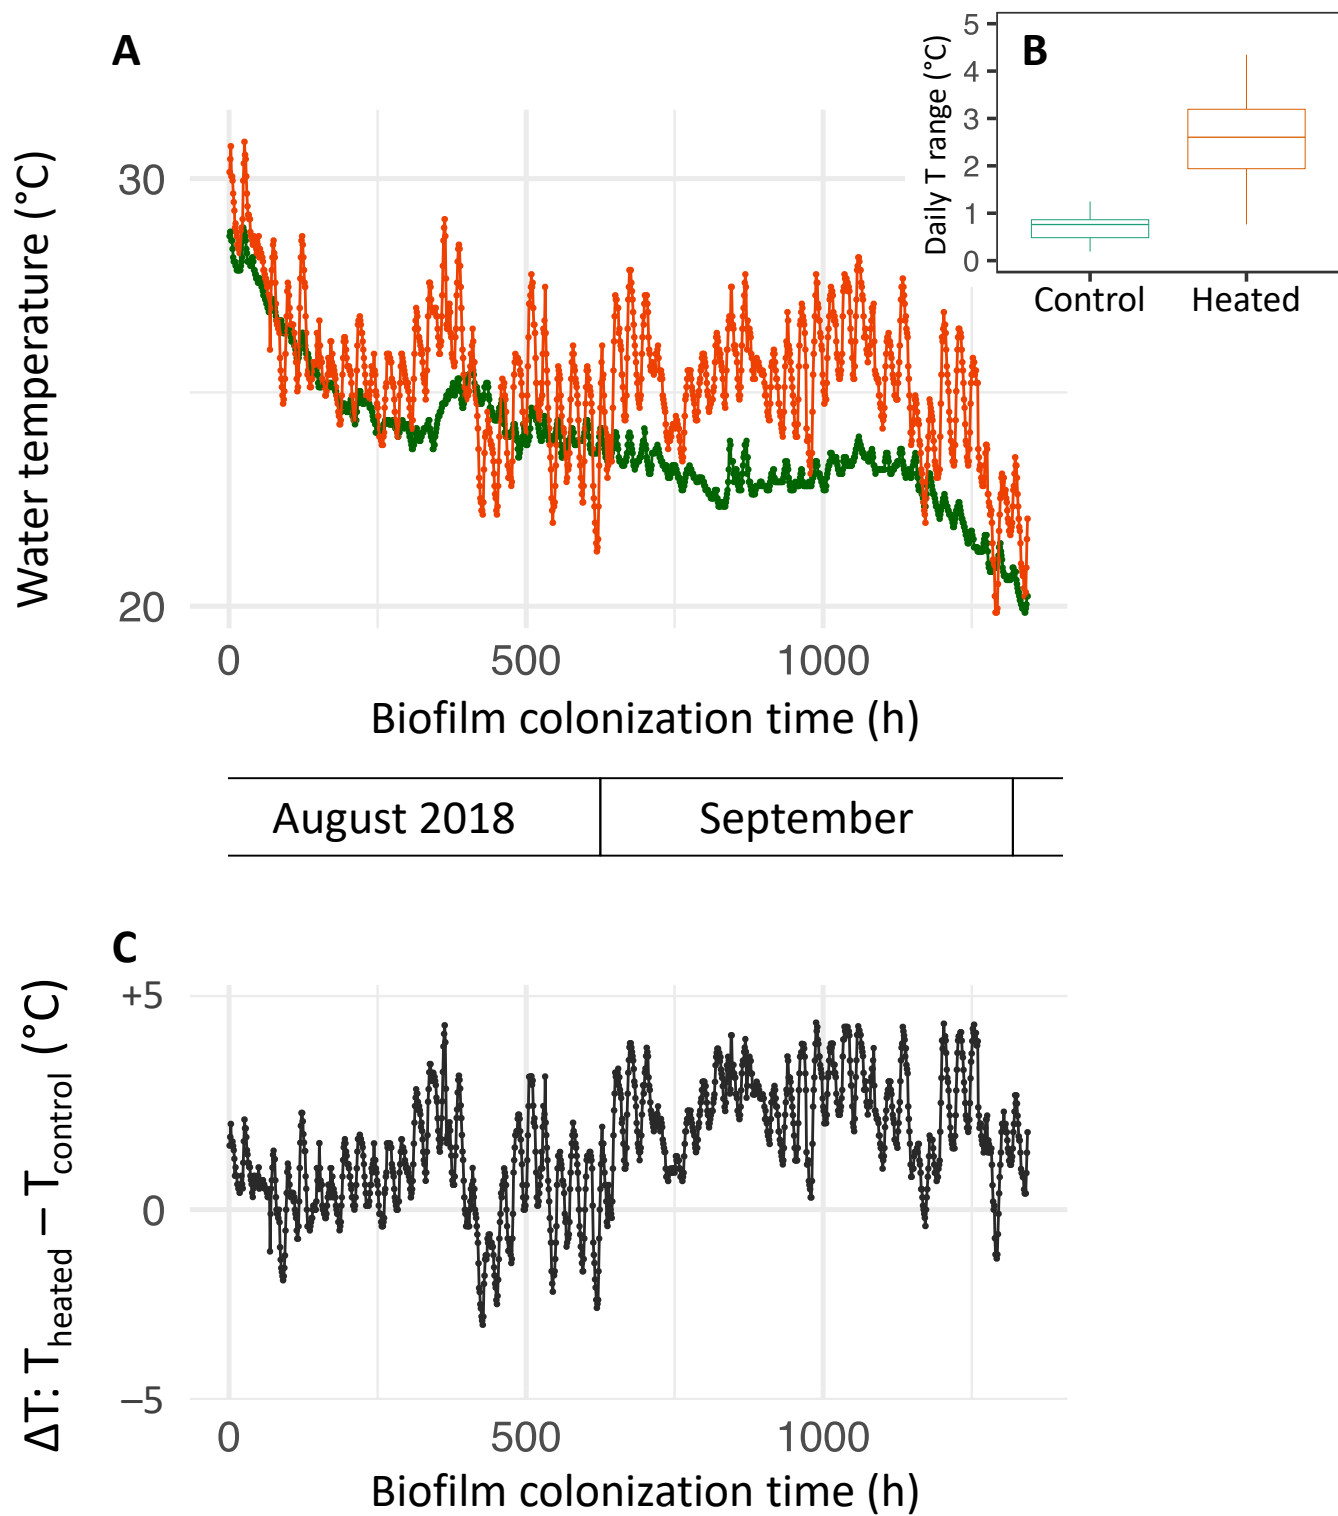 A
B
Daily T range (°C)
5
4
3
2
1
0
Control Heated
Water temperature (°C)
30
20
0 500 1000
Biofilm colonization time (h)
August 2018 September
C
ΔT: Theated – Tcontrol (°C)
+5
0
–5
0 500 1000
Biofilm colonization time (h)